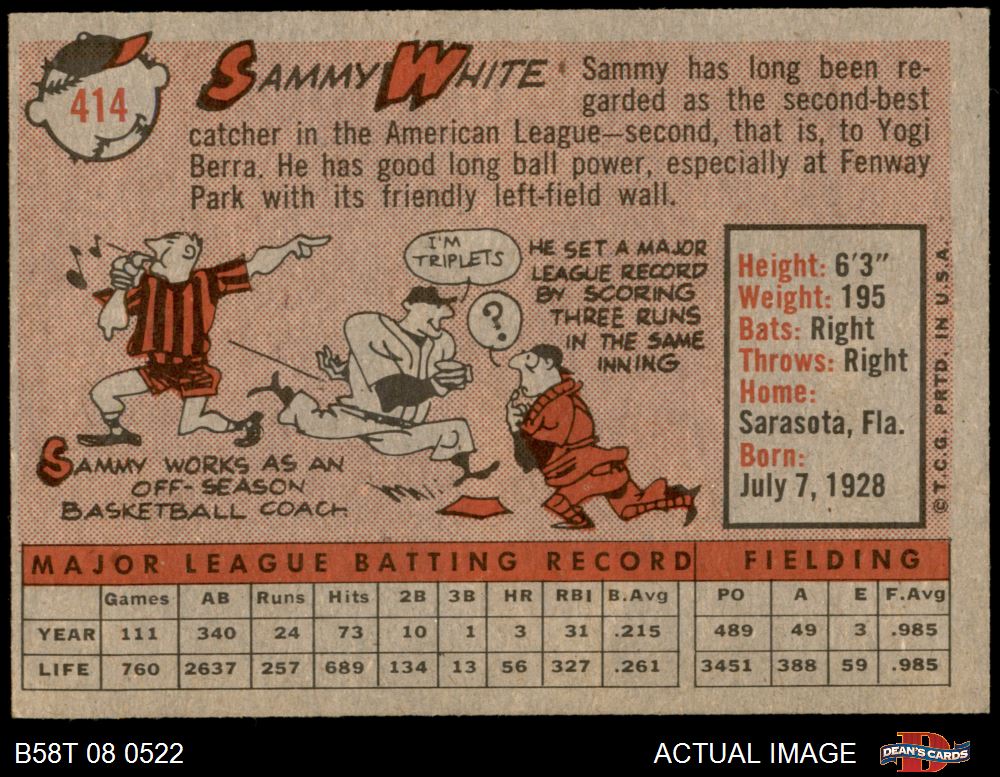 414
SAMMY WHITE
Sammy has long been re-
garded as the second-best
catcher in the American League—second, that is, to Yogi
Berra. He has good long ball power, especially at Fenway
Park with its friendly left-field wall.
I'M
TRIPLETS
?
HE SET A MAJOR
LEAGUE RECORD
BY SCORING
THREE RUNS
IN THE SAME
INNING
SAMMY WORKS AS AN
OFF-SEASON
BASKETBALL COACH
Height: 6'3"
Weight: 195
Bats: Right
Throws: Right
Home:
Sarasota, Fla.
Born:
July 7, 1928
©T.C.G. PRTD. IN U.S.A.
MAJOR LEAGUE BATTING RECORD FIELDING
Games AB Runs Hits 2B 3B HR RBI B.Avg PO A E F.Avg
YEAR 111 340 24 73 10 1 3 31 .215 489 49 3 .985
LIFE 760 2637 257 689 134 13 56 327 .261 3451 388 59 .985
B58T 08 0522 ACTUAL IMAGE DEAN'S CARDS